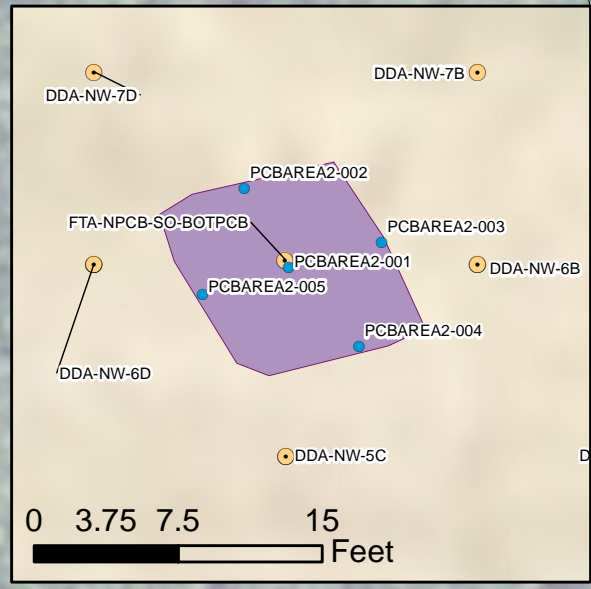 DDA-NW-7B
DDA-NW-7D
PCBAREA2-002
FTA-NPCB-SO-BOTPCB
PCBAREA2-003
PCBAREA2-001
DDA-NW-6B
PCBAREA2-005
PCBAREA2-004
DDA-NW-6D
DDA-NW-5C
D
0 3.75 7.5 15
Feet